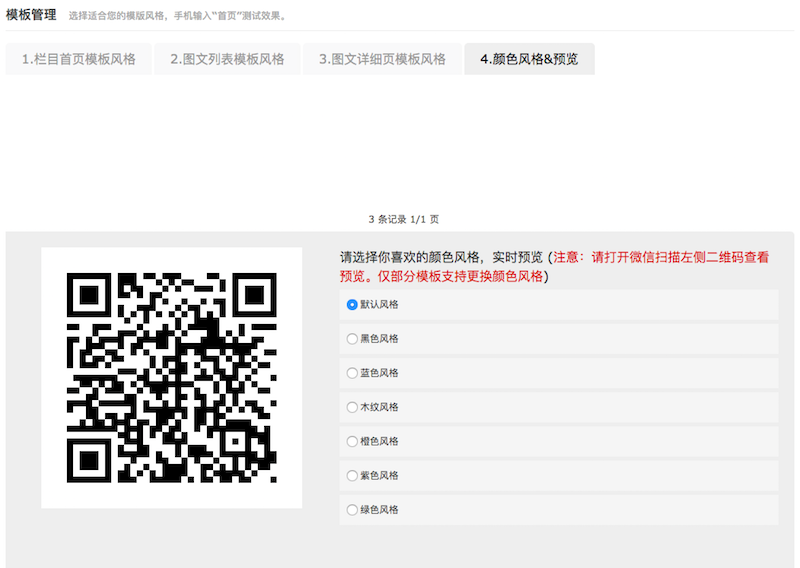 模板管理 选择适合您的模版风格，手机输入“首页”测试效果。
1.栏目首页模板风格 2.图文列表模板风格 3.图文详细页模板风格 4.颜色风格&预览
3 条记录 1/1 页
请选择你喜欢的颜色风格，实时预览 (注意：请打开微信扫描左侧二维码查看
预览。仅部分模板支持更换颜色风格)
默认风格
黑色风格
蓝色风格
木纹风格
橙色风格
紫色风格
绿色风格